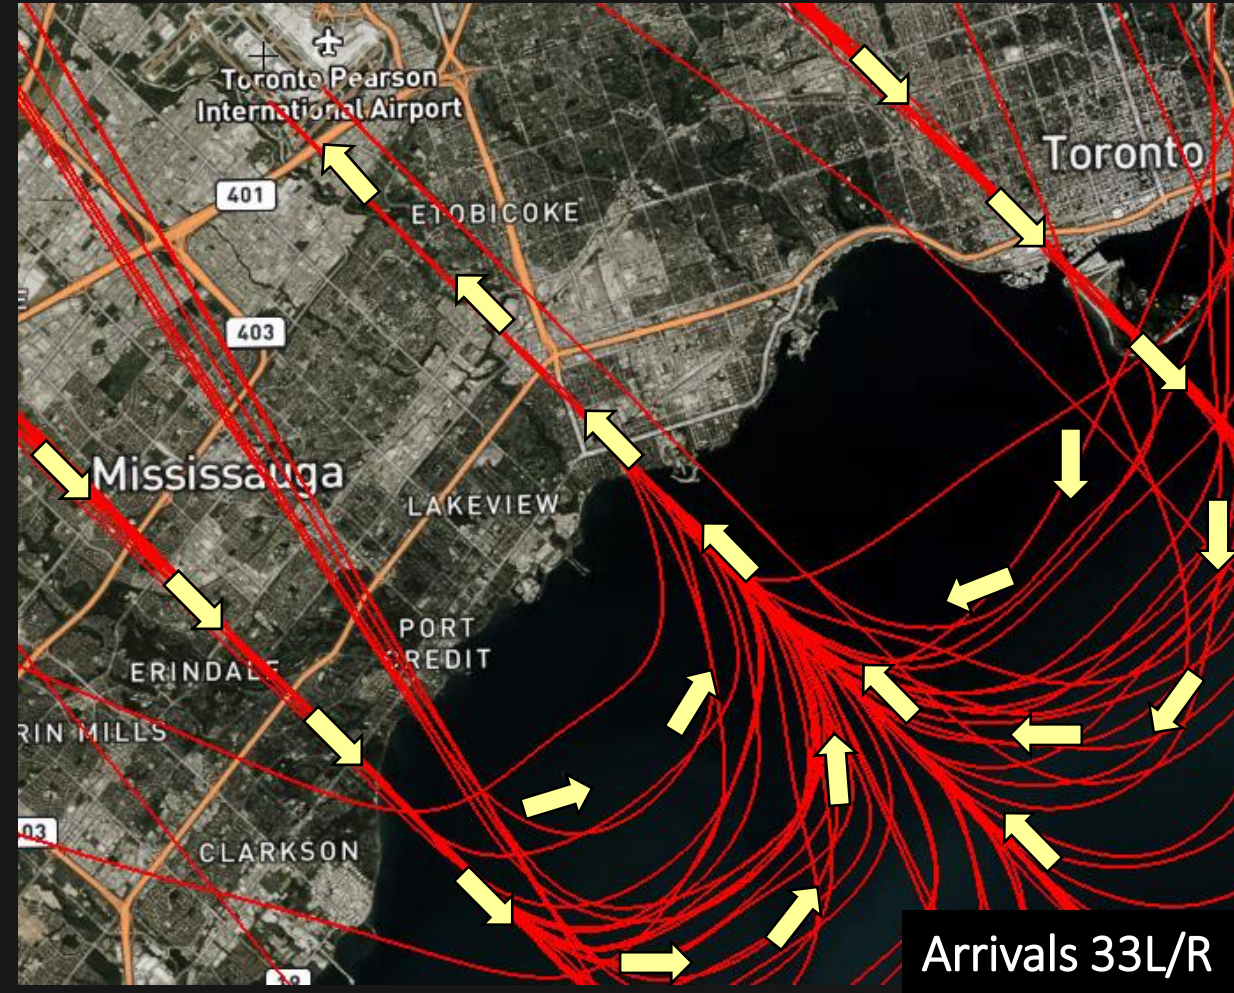 Toronto Pearson
International Airport
Toronto
401
ETOBICOKE
403
Mississauga
LAKEVIEW
PORT
CREDIT
ERINDALE
RIN MILLS
03
CLARKSON
Arrivals 33L/R